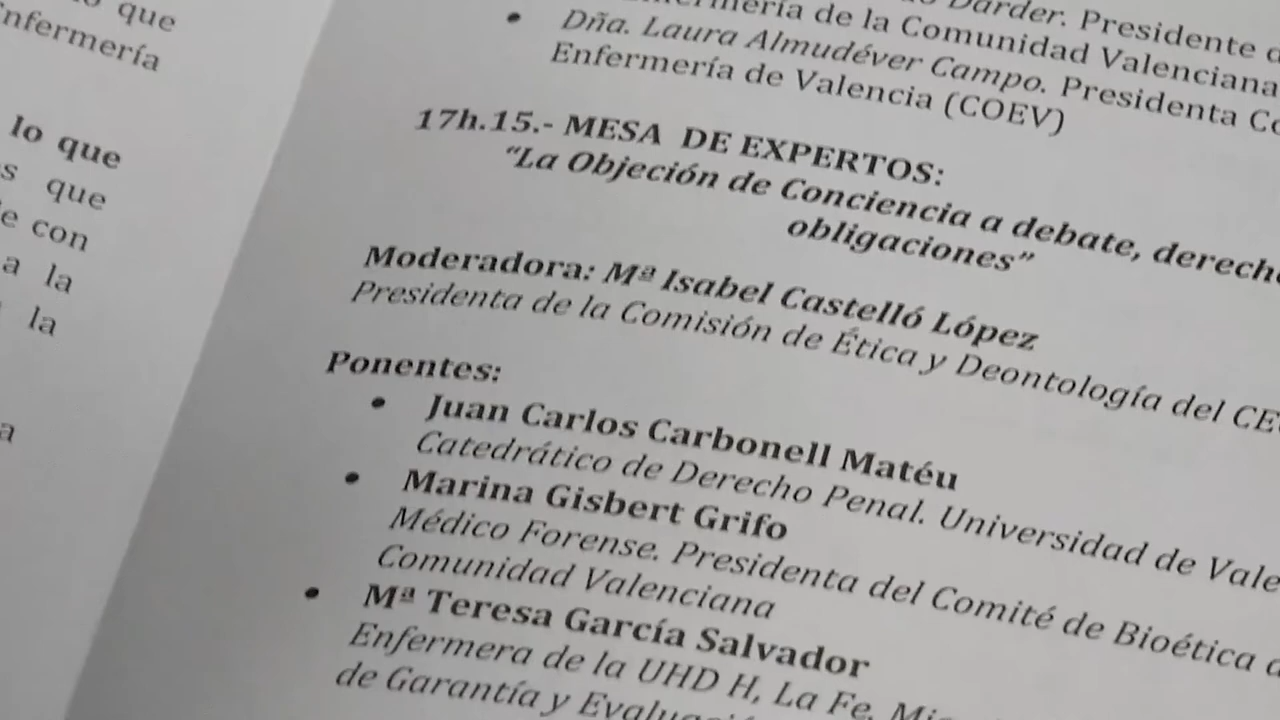 que
Enfermería
lo que
que
con
a la
la
a
Darder. Presidente
de la Comunidad Valenciana
• Dña. Laura Almudéver Campo. Presidenta
Enfermería de Valencia (COEV)
17h.15.- MESA DE EXPERTOS:
“La Objeción de Conciencia a debate,
obligaciones”
Moderadora: Mª Isabel Castelló López
Presidenta de la Comisión de Ética y Deontología del
Ponentes:
• Juan Carlos Carbonell Matéu
Catedrático de Derecho Penal. Universidad de
• Marina Gisbert Grifo
Médico Forense. Presidenta del Comité de Bioética
Comunidad Valenciana
• Mª Teresa García Salvador
Enfermera de la UHD H, La Fe,
de Garantía y